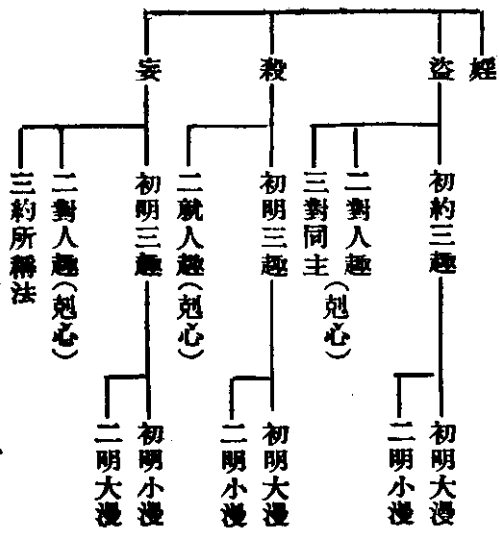 婬
盜
初約三趣
初明大漫
二明小漫
二對人趣
三對同主
（剋心）
殺
初明三趣
初明大漫
二明小漫
二就人趣（剋心）
妄
初明三趣
初明小漫
二明大漫
二對人趣（剋心）
三約所稱法